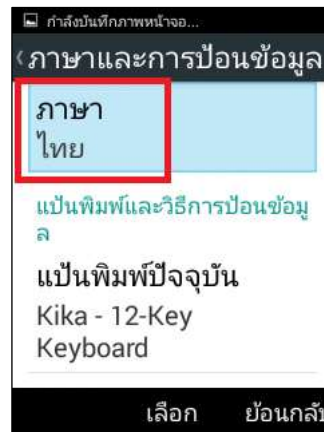 กำลังบันทึกภาพหน้าจอ...
ภาษาและการป้อนข้อมูล
ภาษา
ไทย
แป้นพิมพ์และวิธีการป้อนข้อมู
ล
แป้นพิมพ์ปัจจุบัน
Kika - 12-Key
Keyboard
เลือก ย้อนกลับ